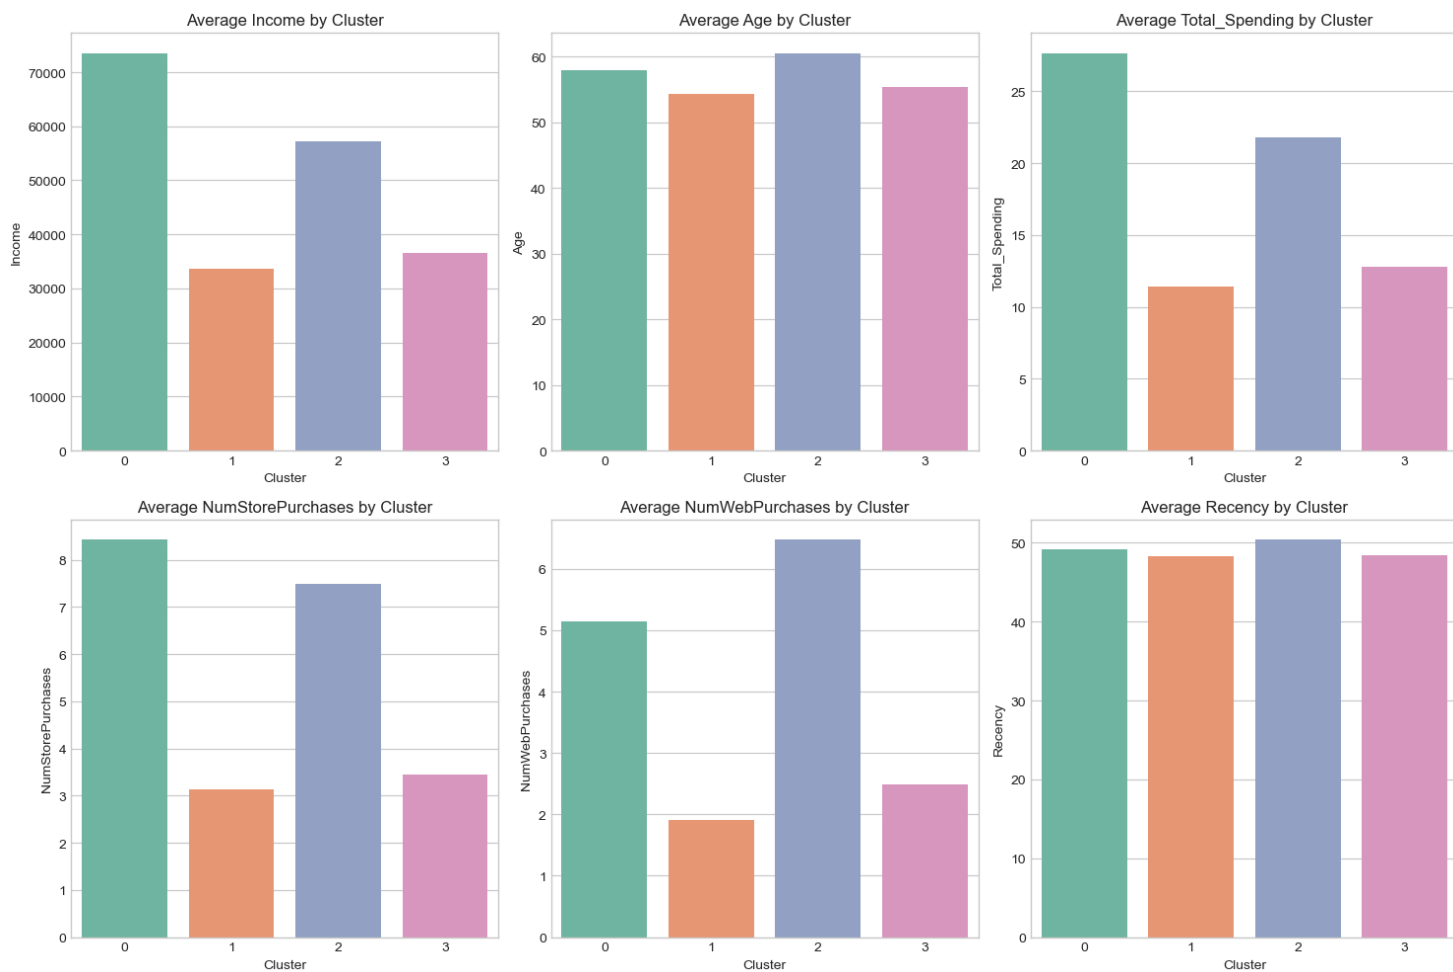 Average Income by Cluster
70000
60000
50000
40000
30000
20000
10000
0
Income
0 1 2 3
Cluster
Average Age by Cluster
60
50
40
30
20
10
0
Age
0 1 2 3
Cluster
Average Total_Spending by Cluster
25
20
15
10
5
0
Total_Spending
0 1 2 3
Cluster
Average NumStorePurchases by Cluster
8
7
6
5
4
3
2
1
0
NumStorePurchases
0 1 2 3
Cluster
Average NumWebPurchases by Cluster
6
5
4
3
2
1
0
NumWebPurchases
0 1 2 3
Cluster
Average Recency by Cluster
50
40
30
20
10
0
Recency
0 1 2 3
Cluster